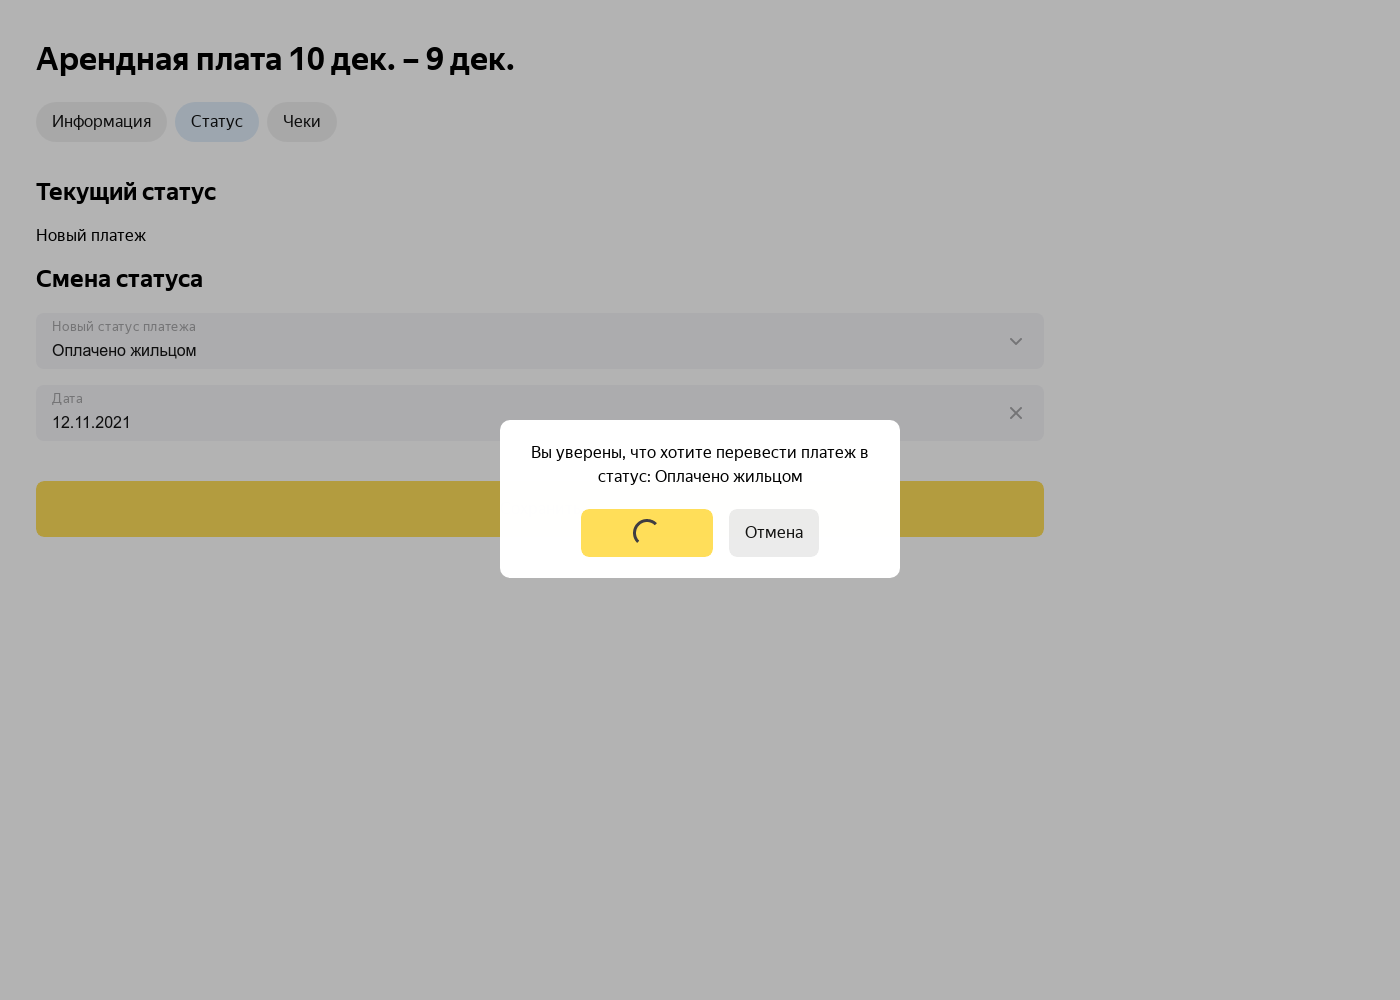 Арендная плата 10 дек. – 9 дек.
Информация
Статус
Чеки
Текущий статус
Новый платеж
Смена статуса
Новый статус платежа
Оплачено жильцом
Дата
12.11.2021
Вы уверены, что хотите перевести платеж в
статус: Оплачено жильцом
Отмена